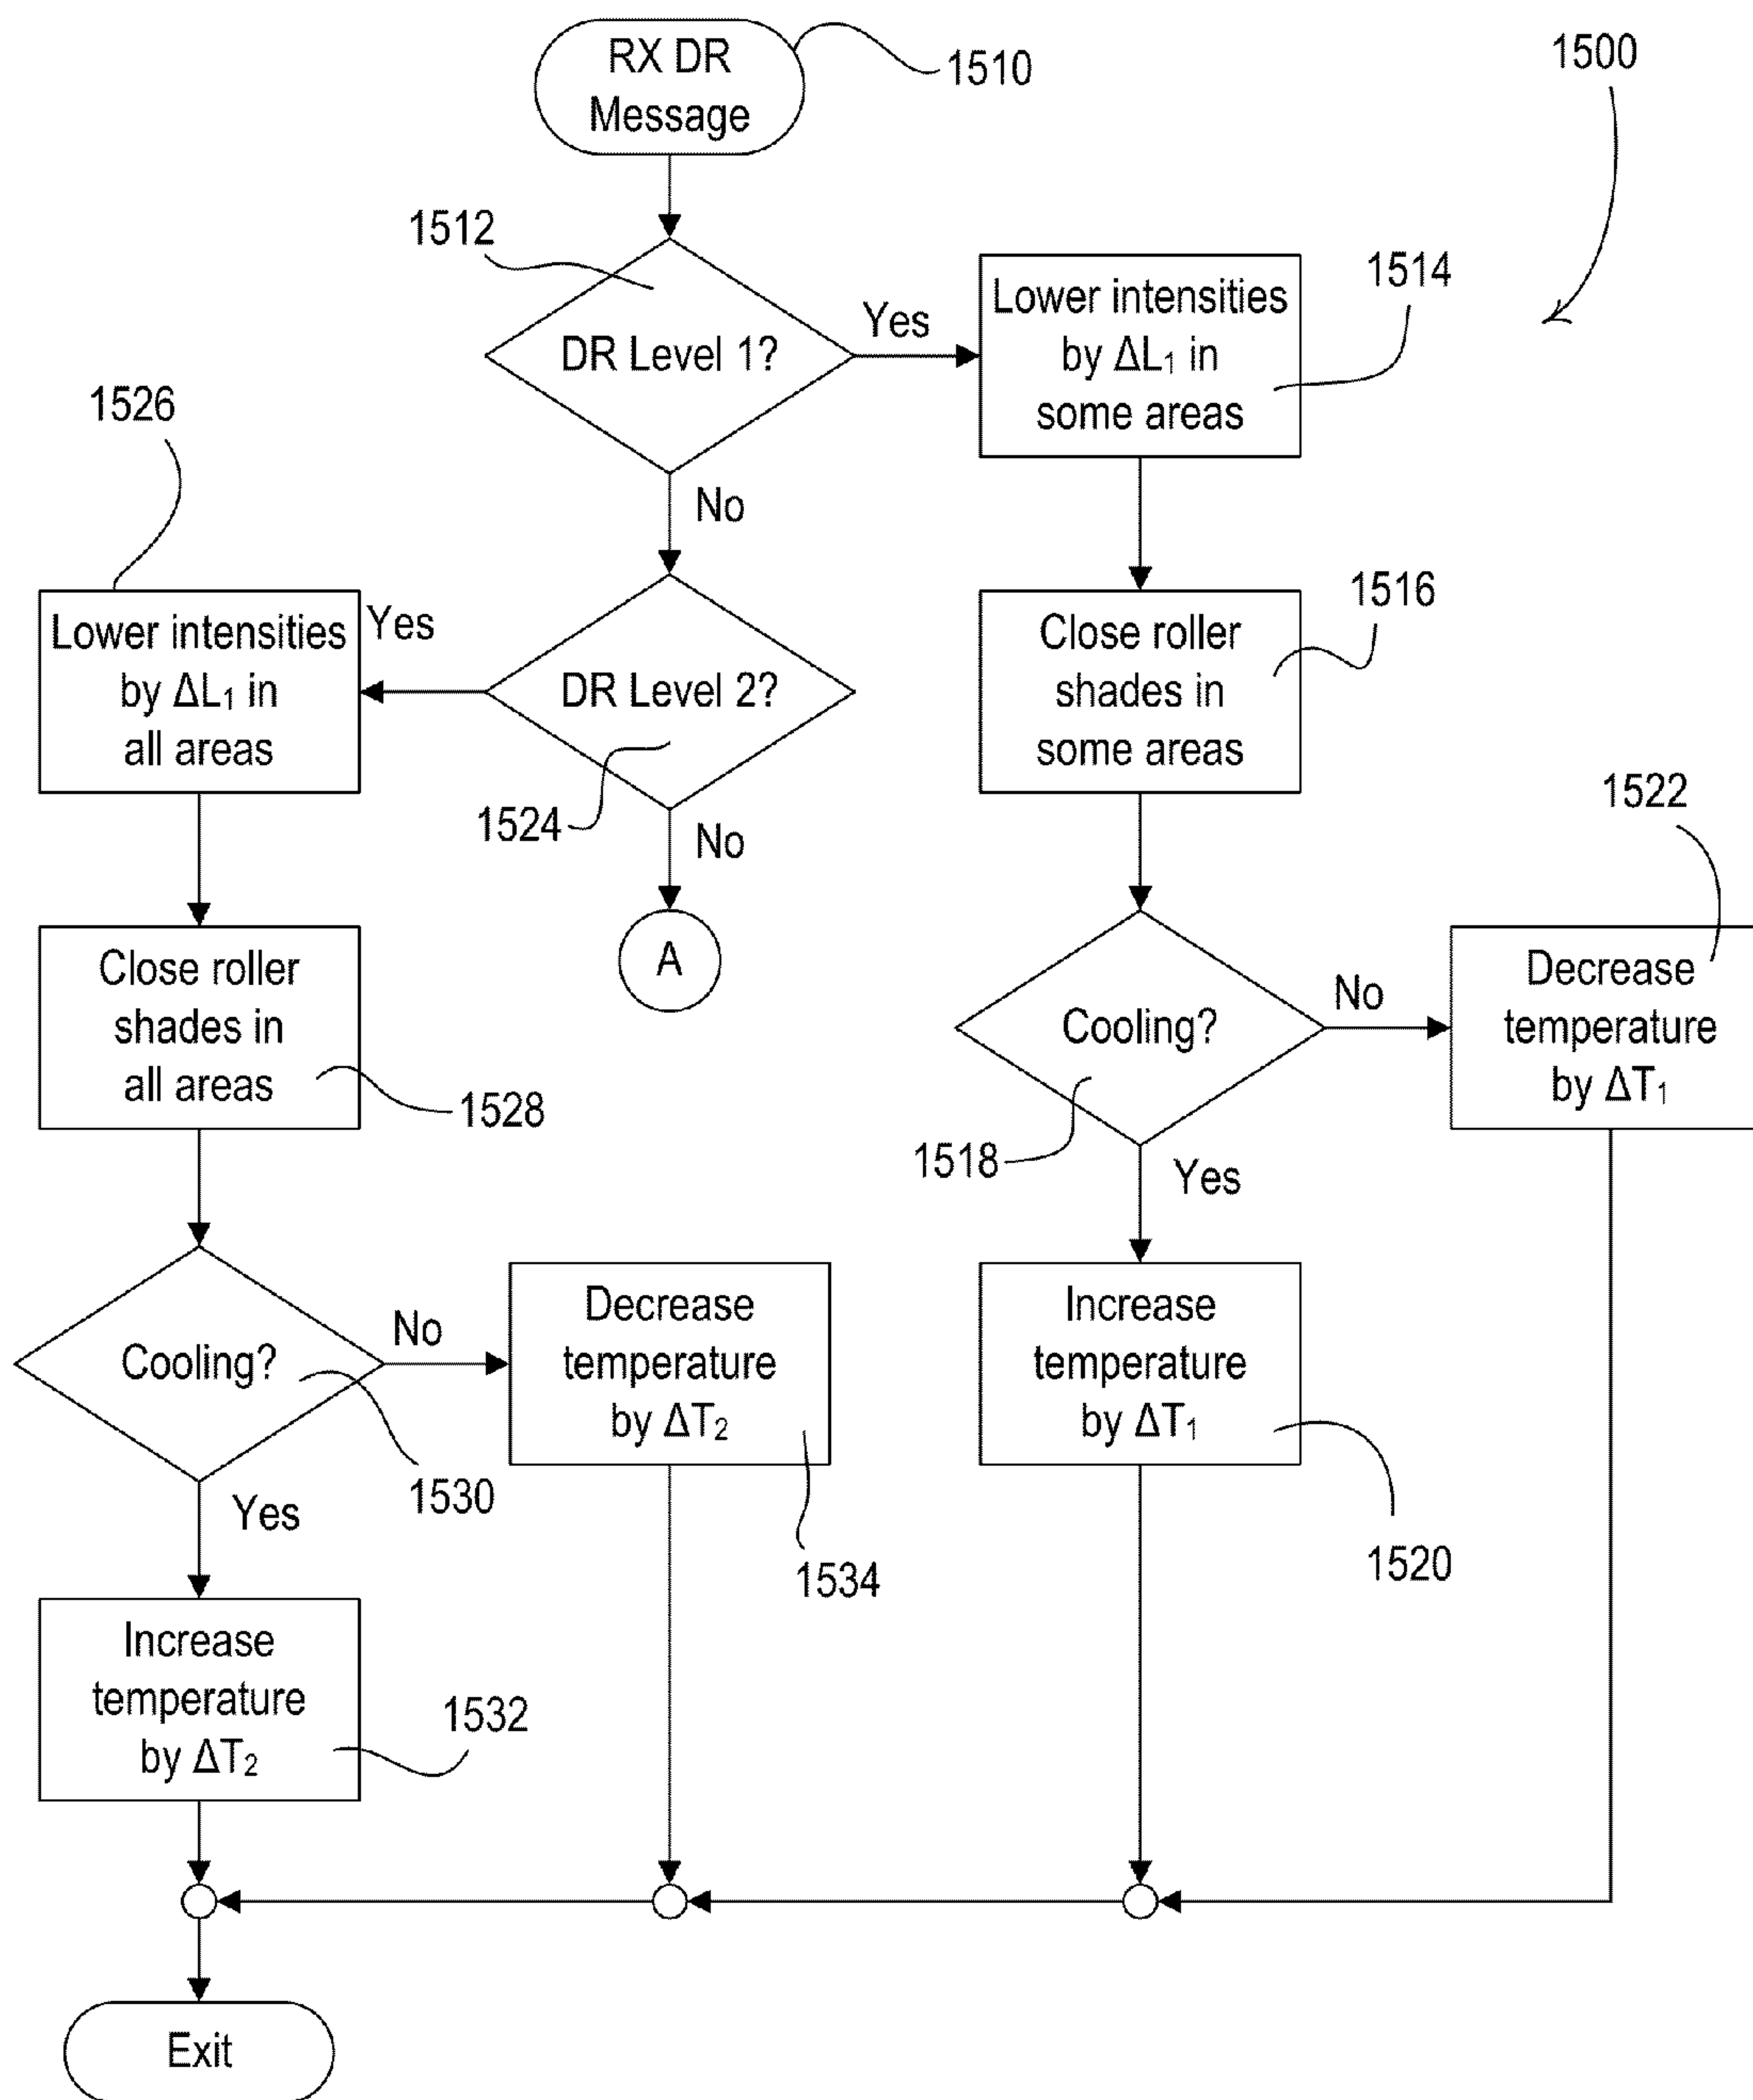 RX DR
Message
1510
1500
1512
DR Level 1?
Yes
Lower intensities
by ΔL₁ in
some areas
1514
No
1526
Lower intensities
by ΔL₁ in
all areas
Yes
DR Level 2?
1524
No
A
Close roller
shades in
some areas
1516
1522
Close roller
shades in
all areas
1528
Cooling?
1518
No
Decrease
temperature
by ΔT₁
Yes
Cooling?
1530
No
Decrease
temperature
by ΔT₂
1534
Increase
temperature
by ΔT₁
1520
Yes
Increase
temperature
by ΔT₂
1532
Exit